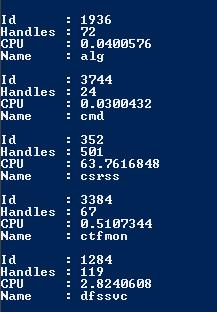 Id      : 1936
Handles : 72
CPU     : 0.0400576
Name    : alg
Id      : 3744
Handles : 24
CPU     : 0.0300432
Name    : cmd
Id      : 352
Handles : 501
CPU     : 63.7616848
Name    : csrss
Id      : 3384
Handles : 67
CPU     : 0.5107344
Name    : ctfmon
Id      : 1284
Handles : 119
CPU     : 2.8240608
Name    : dfssvc